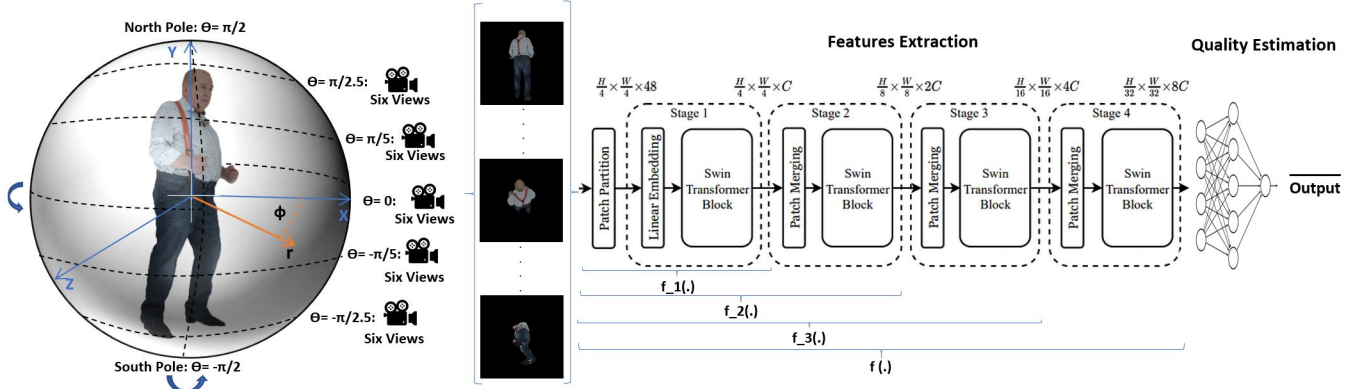 North Pole: Ɵ= π/2
Y
X
Z
ϕ
r
South Pole: Ɵ= -π/2
Ɵ= π/2.5:
Six Views
Ɵ= π/5:
Six Views
Ɵ= 0:
Six Views
Ɵ= -π/5:
Six Views
Ɵ= -π/2.5:
Six Views
Features Extraction
Quality Estimation
H/4 × W/4 × 48
H/4 × W/4 × C
H/8 × W/8 × 2C
H/16 × W/16 × 4C
H/32 × W/32 × 8C
Stage 1
Stage 2
Stage 3
Stage 4
Patch Partition
Linear Embedding
Swin
Transformer
Block
Patch Merging
Swin
Transformer
Block
Patch Merging
Swin
Transformer
Block
Patch Merging
Swin
Transformer
Block
Output
f_1(.)
f_2(.)
f_3(.)
f (.)